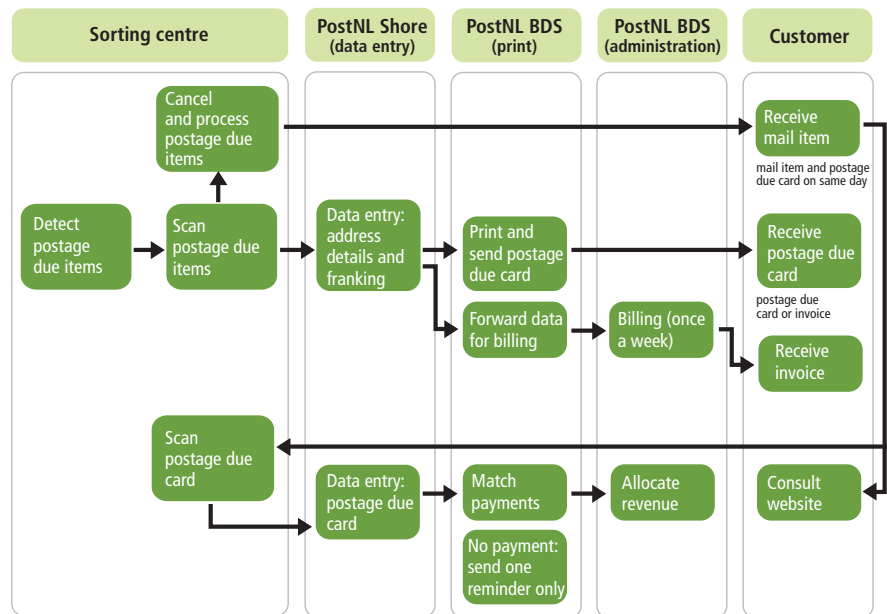 Sorting centre
PostNL Shore
(data entry)
PostNL BDS
(print)
PostNL BDS
(administration)
Customer
Cancel
and process
postage due
items
Receive
mail item
mail item and postage
due card on same day
Detect
postage
due items
Scan
postage due
items
Data entry:
address
details and
franking
Print and
send postage
due card
Receive
postage due
card
postage due
card or invoice
Forward data
for billing
Billing (once
a week)
Receive
invoice
Scan
postage due
card
Data entry:
postage due
card
Match
payments
Allocate
revenue
Consult
website
No payment:
send one
reminder only